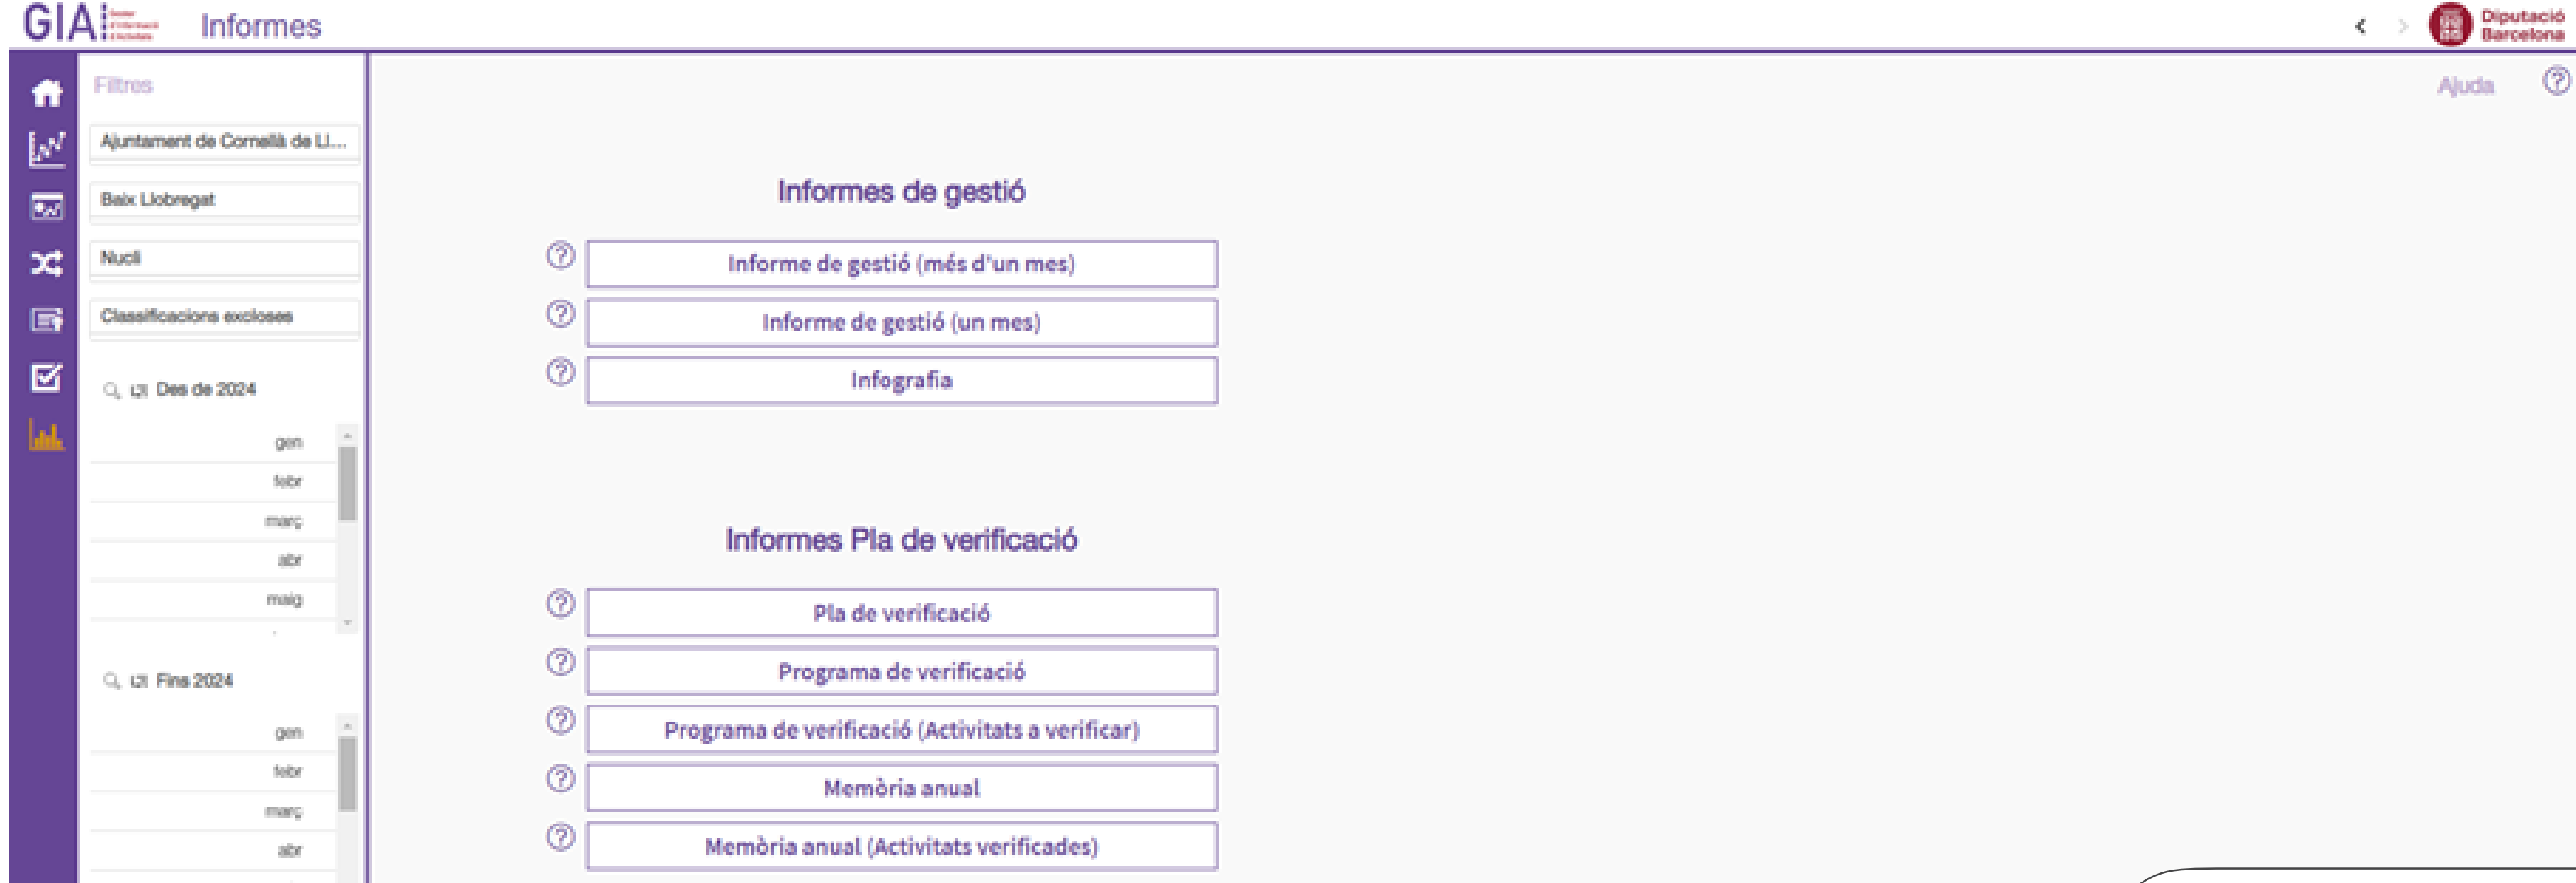 GIA Gestor d'Informació d'Activitats
Informes
Diputació
Barcelona
Filtres
Ajuda
Ajuntament de Cornellà de Ll...
Baix Llobregat
Nucli
Classificacions excloses
Des de 2024
gen
febr
març
abr
maig
Fins 2024
gen
febr
març
abr
Informes de gestió
Informe de gestió (més d'un mes)
Informe de gestió (un mes)
Infografia
Informes Pla de verificació
Pla de verificació
Programa de verificació
Programa de verificació (Activitats a verificar)
Memòria anual
Memòria anual (Activitats verificades)